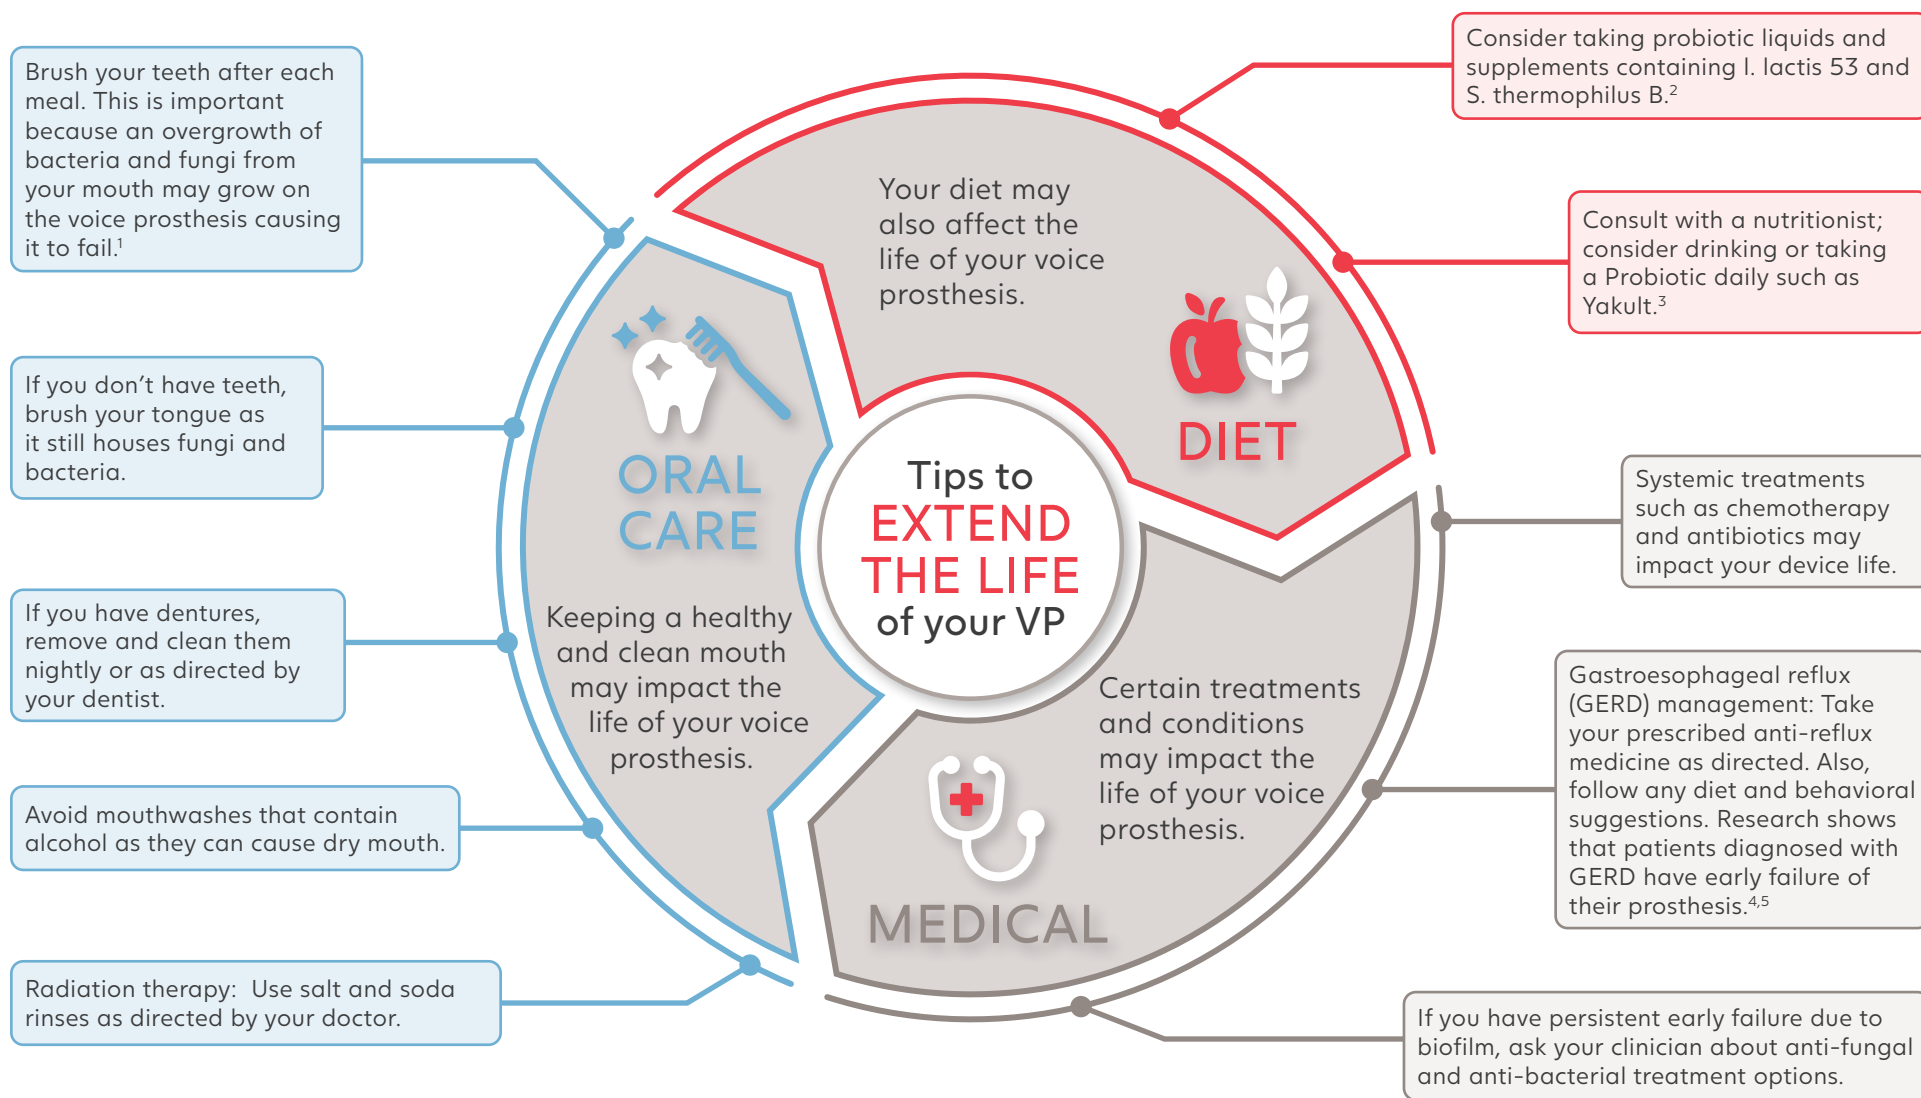 Brush your teeth after each
meal. This is important
because an overgrowth of
bacteria and fungi from
your mouth may grow on
the voice prosthesis causing
it to fail.1
If you don’t have teeth,
brush your tongue as
it still houses fungi and
bacteria.
If you have dentures,
remove and clean them
nightly or as directed by
your dentist.
Avoid mouthwashes that contain
alcohol as they can cause dry mouth.
Radiation therapy:  Use salt and soda
rinses as directed by your doctor.
ORAL
CARE
Keeping a healthy
and clean mouth
may impact the
life of your voice
prosthesis.
Tips to
EXTEND
THE LIFE
of your VP
Your diet may
also affect the
life of your voice
prosthesis.
DIET
Consider taking probiotic liquids and
supplements containing l. lactis 53 and
S. thermophilus B.2
Consult with a nutritionist;
consider drinking or taking
a Probiotic daily such as
Yakult.3
Certain treatments
and conditions
may impact the
life of your voice
prosthesis.
MEDICAL
Systemic treatments
such as chemotherapy
and antibiotics may
impact your device life.
Gastroesophageal reflux
(GERD) management: Take
your prescribed anti-reflux
medicine as directed. Also,
follow any diet and behavioral
suggestions. Research shows
that patients diagnosed with
GERD have early failure of
their prosthesis.4,5
If you have persistent early failure due to
biofilm, ask your clinician about anti-fungal
and anti-bacterial treatment options.